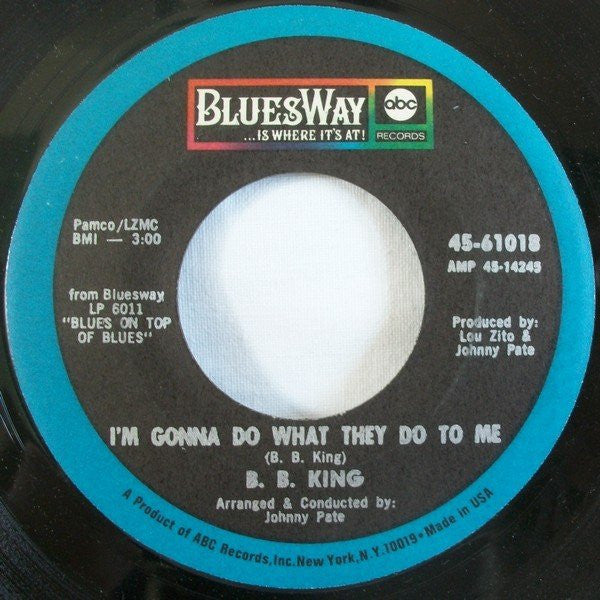 BLUESWAY
...IS WHERE IT'S AT!
abc
RECORDS
Pamco/LZMC
BMI — 3:00
from Bluesway
LP 6011
"BLUES ON TOP
OF BLUES"
45-61018
AMP 45-14249
Produced by:
Lou Zito &
Johnny Pate
I'M GONNA DO WHAT THEY DO TO ME
(B. B. King)
B. B. KING
Arranged & Conducted by:
Johnny Pate
A Product of ABC Records, Inc. New York, N.Y. 10019 • Made in USA